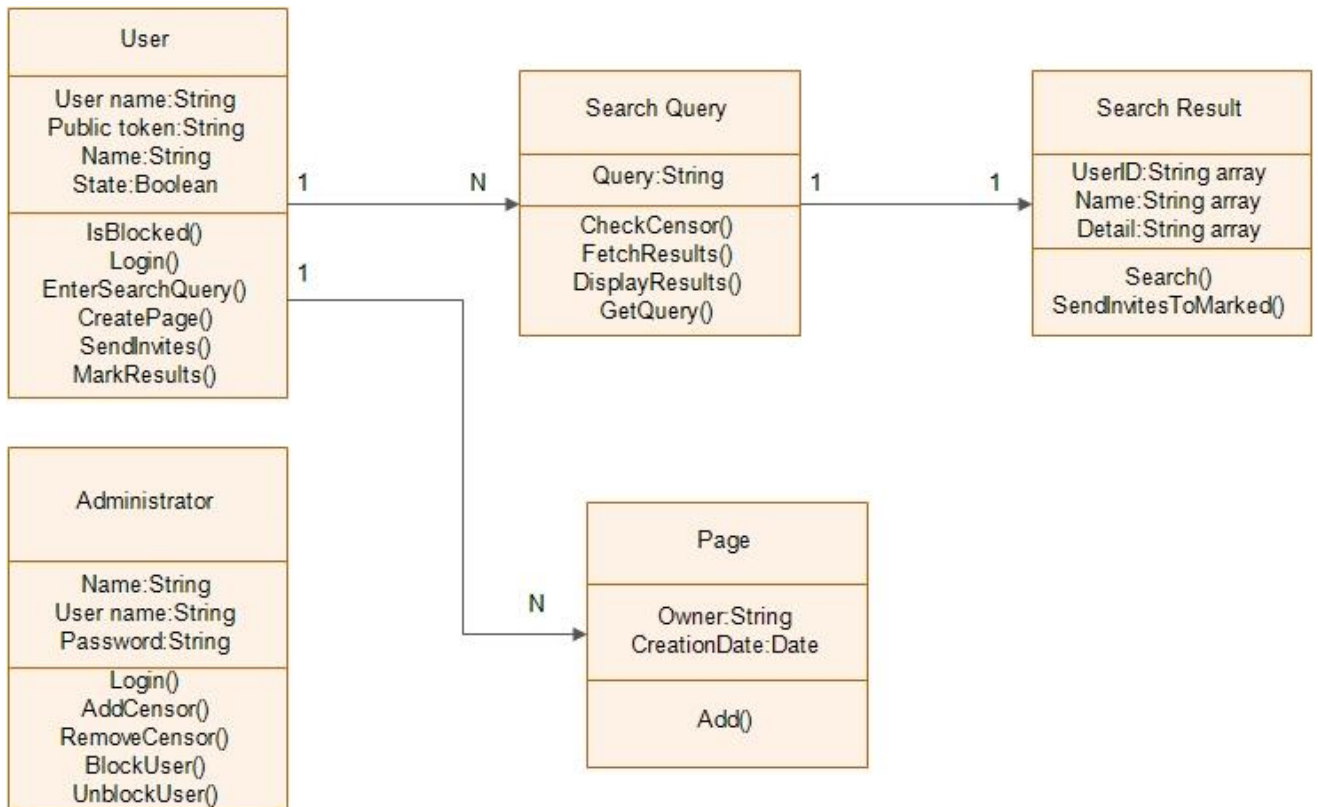 User
User name:String
Public token:String
Name:String
State:Boolean
IsBlocked()
Login()
EnterSearchQuery()
CreatePage()
SendInvites()
MarkResults()
1
N
1
Search Query
Query:String
CheckCensor()
FetchResults()
DisplayResults()
GetQuery()
1
1
Search Result
UserID:String array
Name:String array
Detail:String array
Search()
SendInvitesToMarked()
Administrator
Name:String
User name:String
Password:String
Login()
AddCensor()
RemoveCensor()
BlockUser()
UnblockUser()
N
Page
Owner:String
CreationDate:Date
Add()